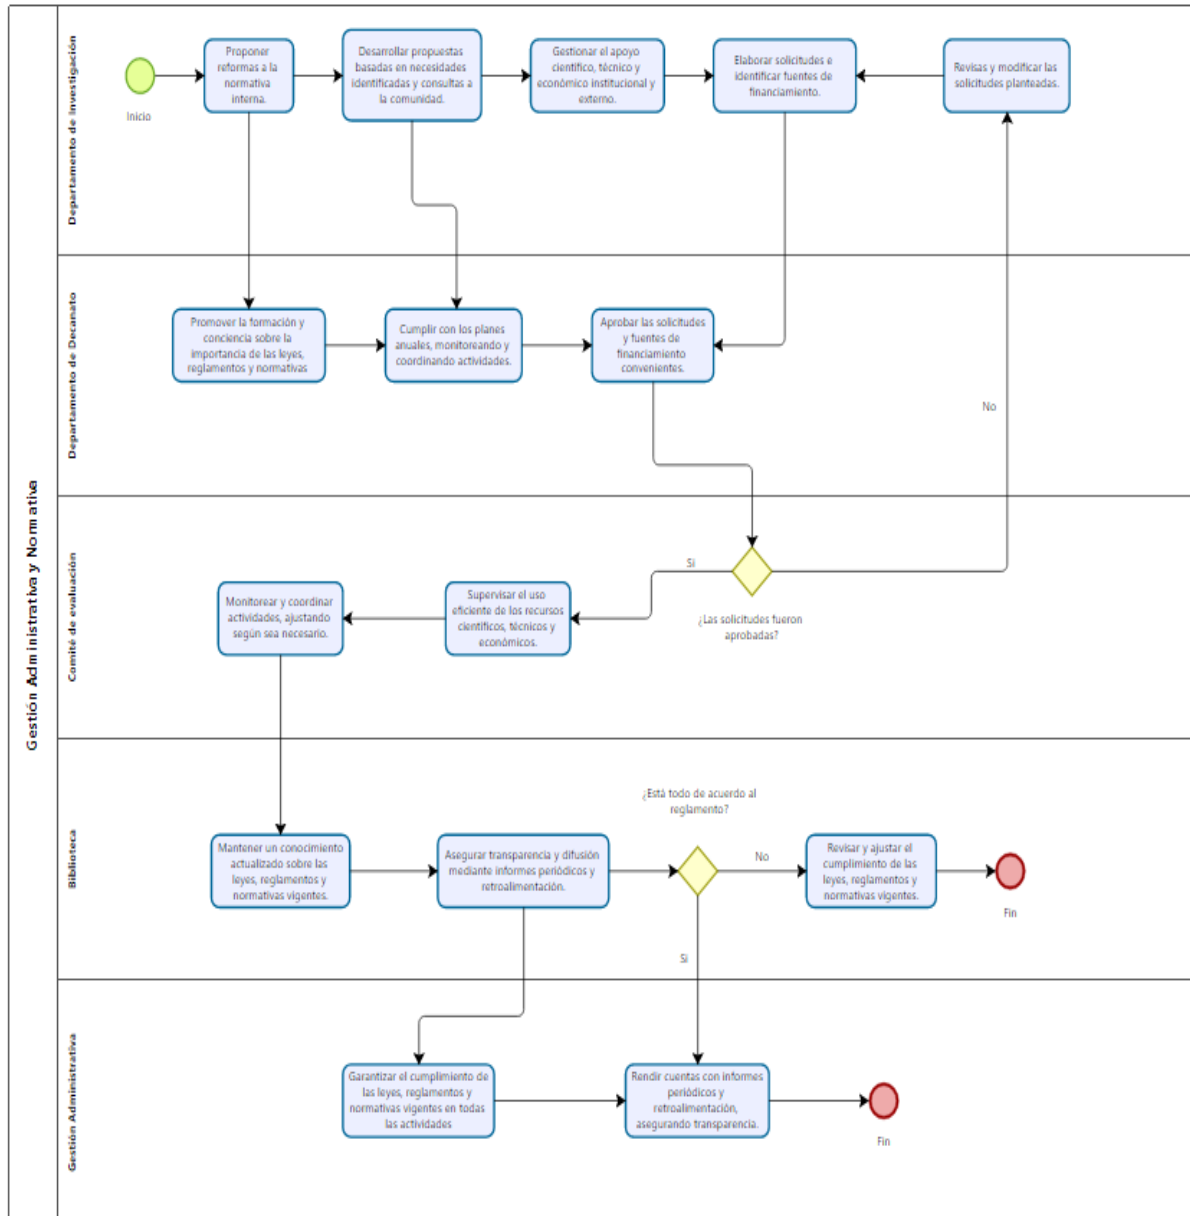 Gestión Administrativa y Normativa
Departamento de Investigación
Inicio
Proponer
reformas a la
normativa
interna.
Desarrollar propuestas
basadas en necesidades
identificadas y consultas a
la comunidad.
Gestionar el apoyo
científico, técnico y
económico institucional y
externo.
Elaborar solicitudes e
identificar fuentes de
financiamiento.
Revisas y modificar las
solicitudes planteadas.
Departamento de Decanato
Promover la formación y
conciencia sobre la
importancia de las leyes,
reglamentos y normativas
Cumplir con los planes
anuales, monitoreando y
coordinando actividades.
Aprobar las solicitudes
y fuentes de
financiamiento
convenientes.
No
Comité de evaluación
Monitorear y coordinar
actividades, ajustando
según sea necesario.
Supervisar el uso
eficiente de los recursos
científicos, técnicos y
económicos.
Si
¿Las solicitudes fueron
aprobadas?
Biblioteca
Mantener un conocimiento
actualizado sobre las
leyes, reglamentos y
normativas vigentes.
Asegurar transparencia y difusión
mediante informes periódicos y
retroalimentación.
¿Está todo de acuerdo al
reglamento?
No
Revisar y ajustar el
cumplimiento de las
leyes, reglamentos y
normativas vigentes.
Fin
Si
Gestión Administrativa
Garantizar el cumplimiento de
las leyes, reglamentos y
normativas vigentes en todas
las actividades
Rendir cuentas con informes
periódicos y
retroalimentación,
asegurando transparencia.
Fin